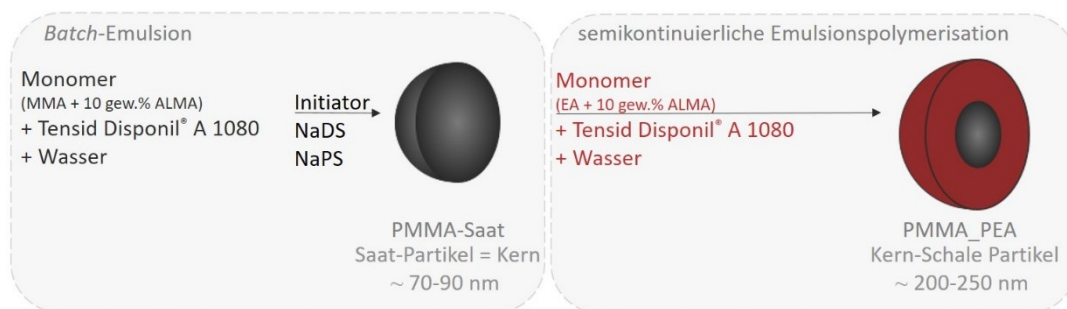 Batch-Emulsion
Monomer
(MMA + 10 gew.% ALMA)
+ Tensid Disponil® A 1080
+ Wasser
Initiator
NaDS
NaPS
PMMA-Saat
Saat-Partikel = Kern
~ 70-90 nm
semikontinuierliche Emulsionspolymerisation
Monomer
(EA + 10 gew.% ALMA)
+ Tensid Disponil® A 1080
+ Wasser
PMMA_PEA
Kern-Schale Partikel
~ 200-250 nm